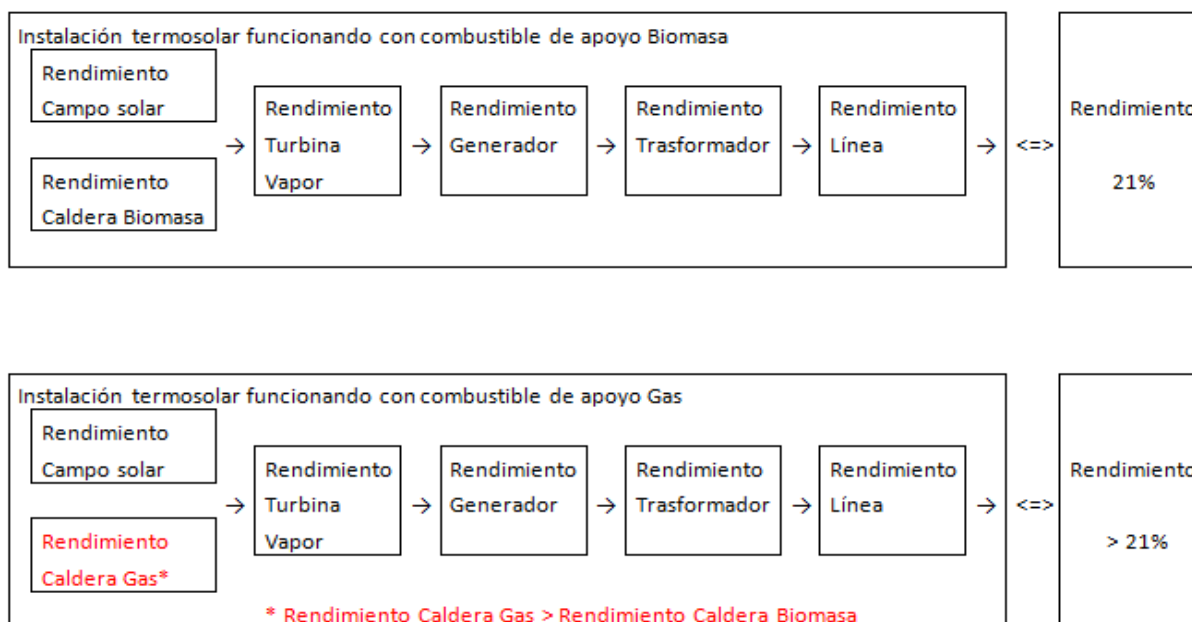 Instalación termosolar funcionando con combustible de apoyo Biomasa
Rendimiento
Campo solar
Rendimiento
Caldera Biomasa
→
Rendimiento
Turbina
Vapor
→
Rendimiento
Generador
→
Rendimiento
Trasformador
→
Rendimiento
Línea
→
<=>
Rendimiento
21%
Instalación termosolar funcionando con combustible de apoyo Gas
Rendimiento
Campo solar
Rendimiento
Caldera Gas*
→
Rendimiento
Turbina
Vapor
→
Rendimiento
Generador
→
Rendimiento
Trasformador
→
Rendimiento
Línea
→
<=>
Rendimiento
> 21%
* Rendimiento Caldera Gas > Rendimiento Caldera Biomasa